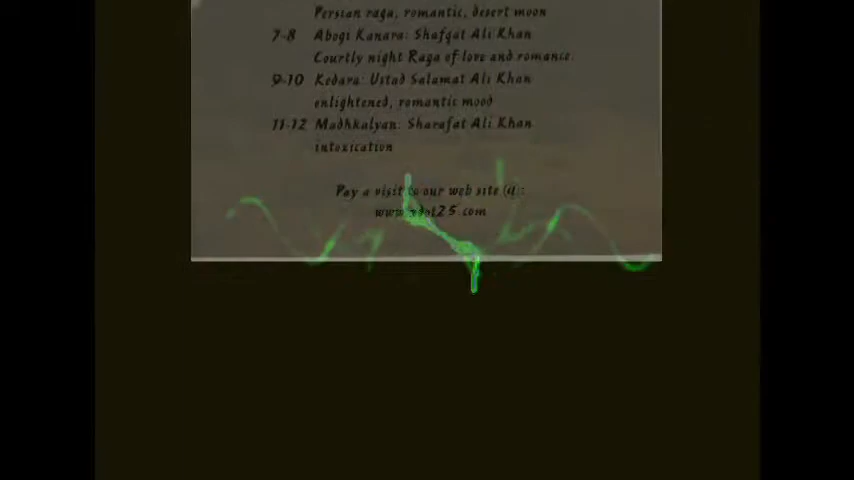 Persian raga, romantic, desert moon
7-8 Abogi Kanara: Shafqat Ali Khan
Courtly night Raga of love and romance.
9-10 Kedara: Ustad Salamat Ali Khan
enlightened, romantic mood
11-12 Madhkalyan: Sharafat Ali Khan
intoxication
Pay a visit to our web site @: